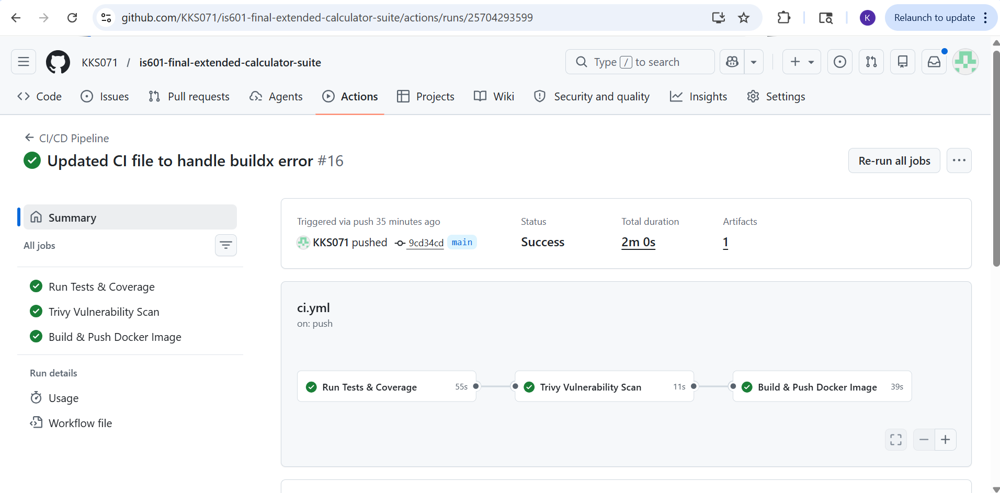 github.com/KKS071/is601-final-extended-calculator-suite/actions/runs/25704293599
K
Relaunch to update
KKS071 / is601-final-extended-calculator-suite
Type / to search
Code Issues Pull requests Agents Actions Projects Wiki Security and quality Insights Settings
CI/CD Pipeline
Updated CI file to handle buildx error #16
Re-run all jobs
Summary
All jobs
Run Tests & Coverage
Trivy Vulnerability Scan
Build & Push Docker Image
Run details
Usage
Workflow file
Triggered via push 35 minutes ago
KKS071 pushed 9cd34cd main
Status
Success
Total duration
2m 0s
Artifacts
1
ci.yml
on: push
Run Tests & Coverage 55s
Trivy Vulnerability Scan 11s
Build & Push Docker Image 39s